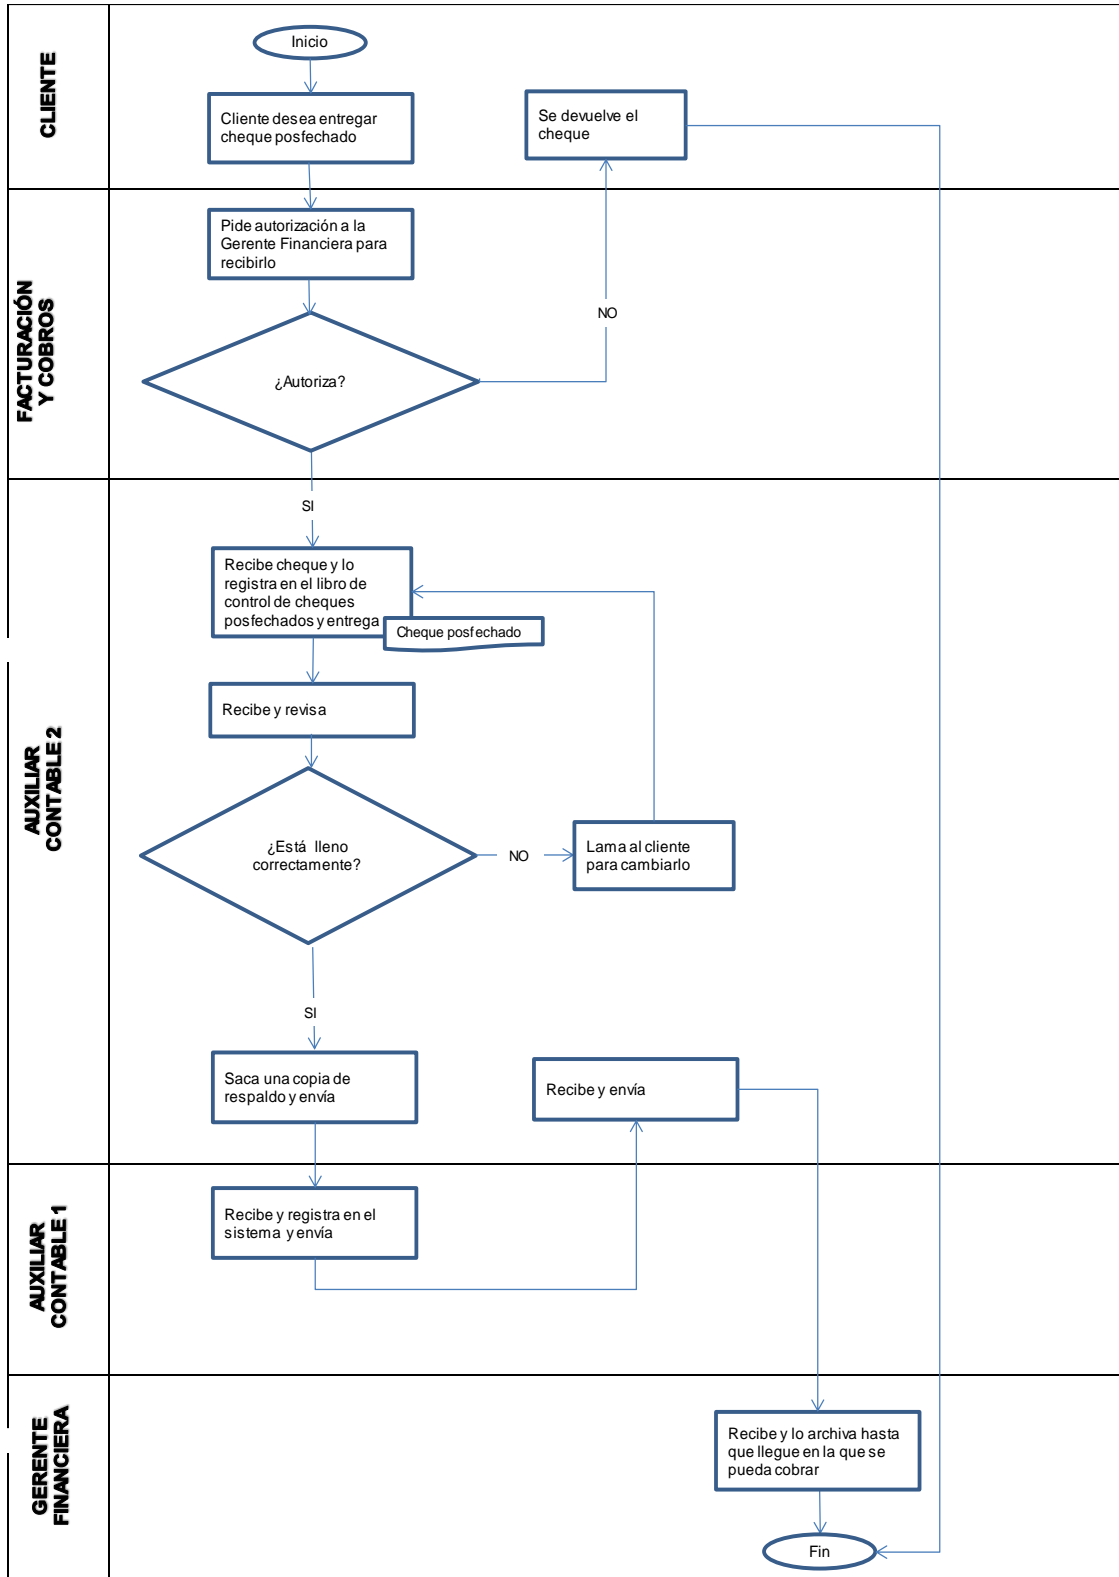 CLIENTE
Inicio
Cliente desea entregar
cheque posfechado
Se devuelve el
cheque
FACTURACIÓN
Y COBROS
Pide autorización a la
Gerente Financiera para
recibirlo
NO
¿Autoriza?
SI
AUXILIAR
CONTABLE 2
Recibe cheque y lo
registra en el libro de
control de cheques
posfechados y entrega
Cheque posfechado
Recibe y revisa
¿Está lleno
correctamente?
NO
Lama al cliente
para cambiarlo
SI
Saca una copia de
respaldo y envía
Recibe y envía
AUXILIAR
CONTABLE 1
Recibe y registra en el
sistema y envía
GERENTE
FINANCIERA
Recibe y lo archiva hasta
que llegue en la que se
pueda cobrar
Fin